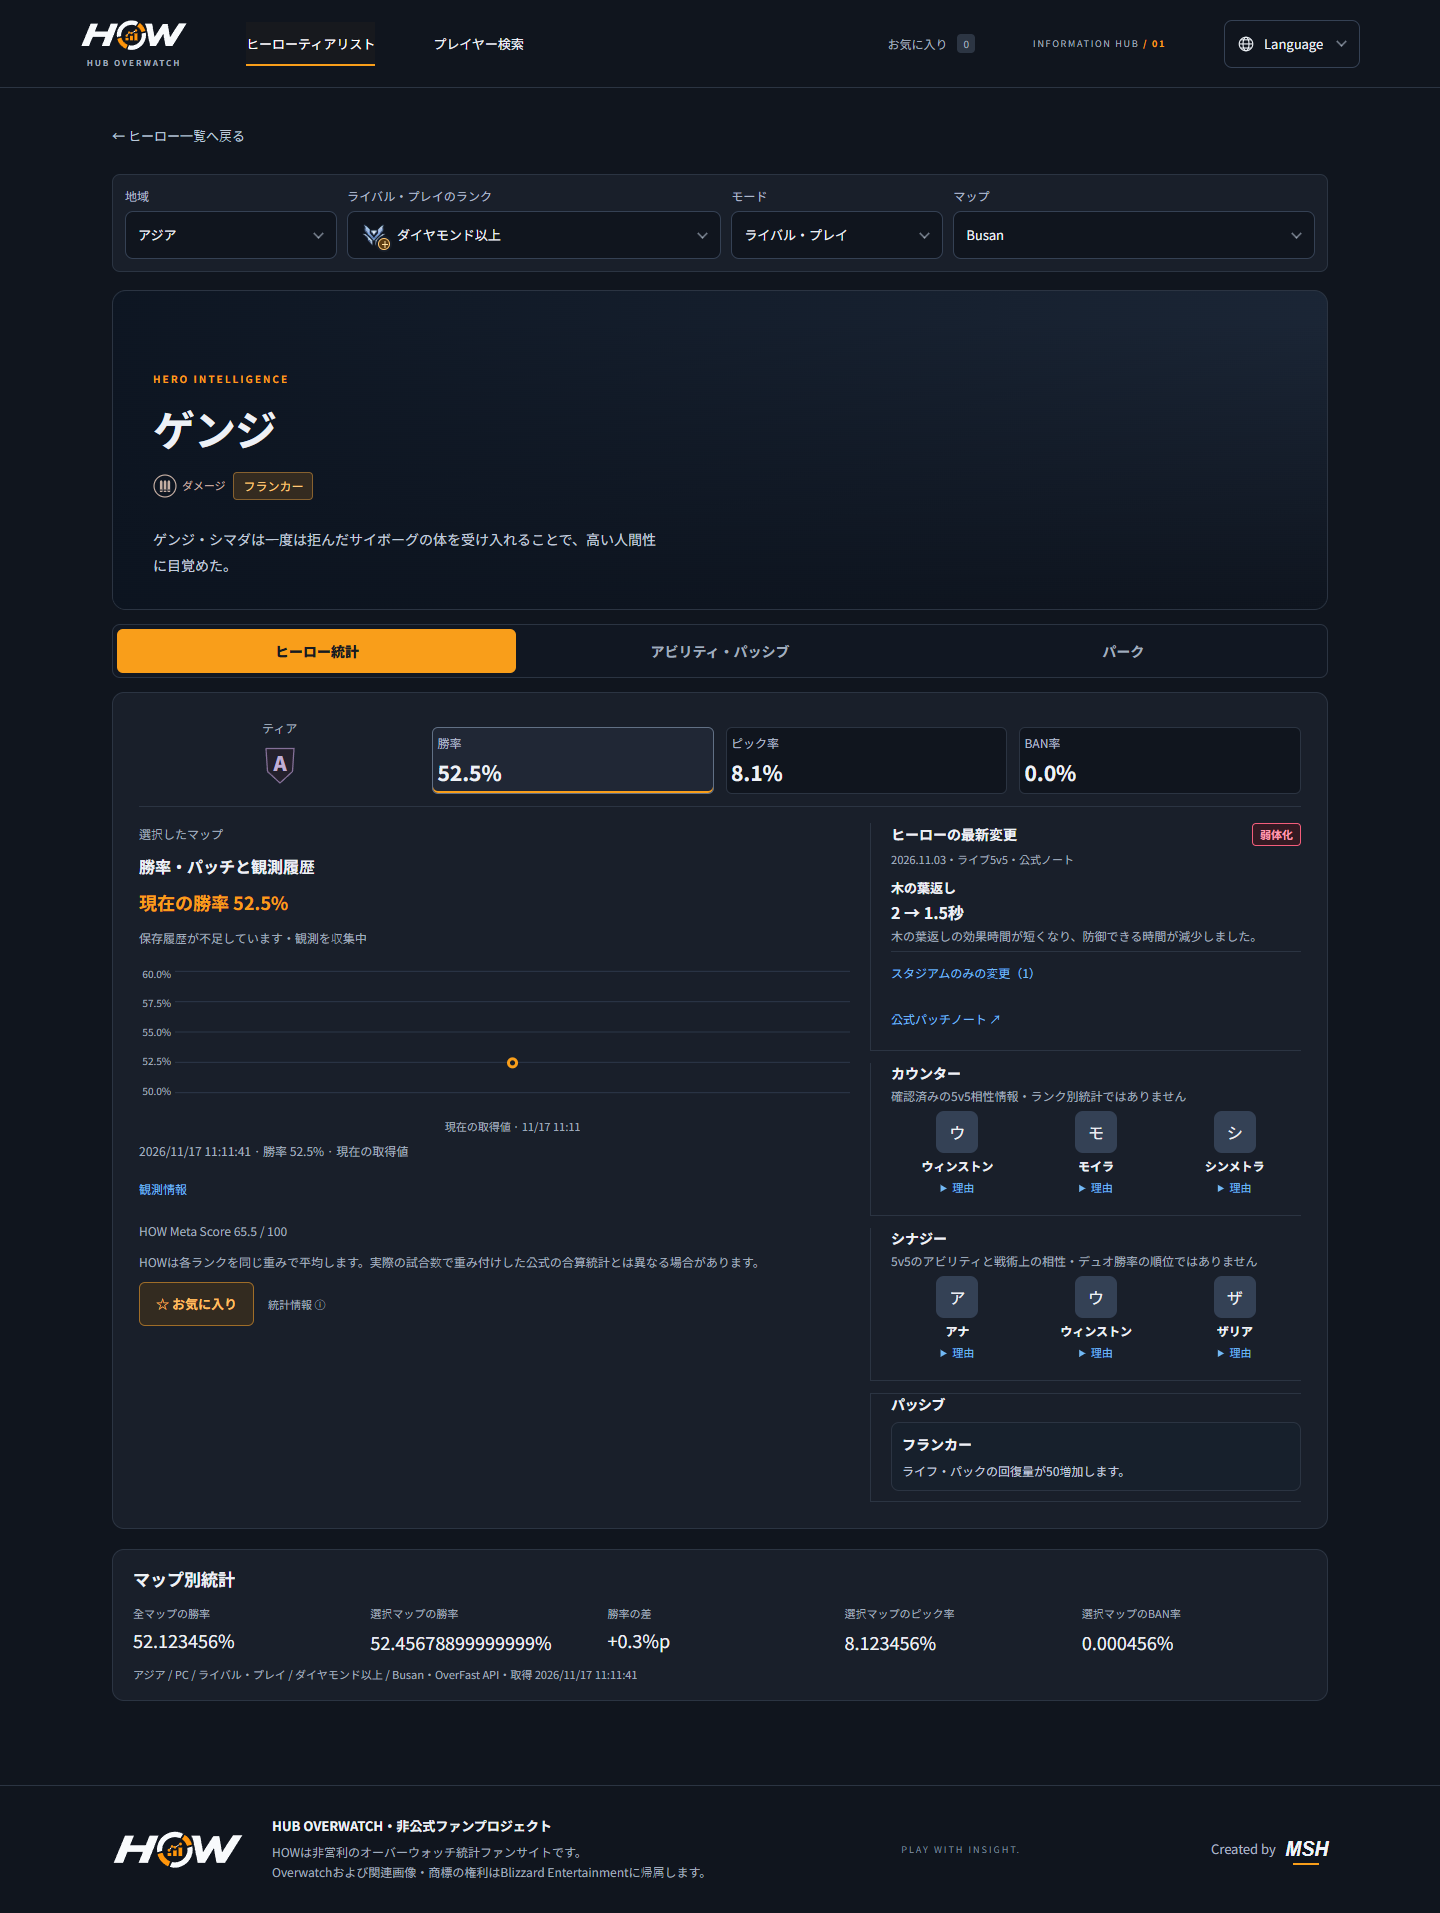 HOW
HUB OVERWATCH
ヒーローティアリスト
プレイヤー検索
お気に入り 0
INFORMATION HUB / 01
Language
← ヒーロー一覧へ戻る
地域
ライバル・プレイのランク
モード
マップ
アジア
ダイヤモンド以上
ライバル・プレイ
Busan
HERO INTELLIGENCE
ゲンジ
ダメージ
フランカー
ゲンジ・シマダは一度は拒んだサイボーグの体を受け入れることで、高い人間性
に目覚めた。
ヒーロー統計
アビリティ・パッシブ
パーク
ティア
A
勝率
52.5%
ピック率
8.1%
BAN率
0.0%
選択したマップ
勝率・パッチと観測履歴
現在の勝率 52.5%
保存履歴が不足しています・観測を収集中
60.0%
57.5%
55.0%
52.5%
50.0%
現在の取得値 · 11/17 11:11
2026/11/17 11:11:41 · 勝率 52.5% · 現在の取得値
観測情報
HOW Meta Score 65.5 / 100
HOWは各ランクを同じ重みで平均します。実際の試合数で重み付けした公式の合算統計とは異なる場合があります。
☆ お気に入り
統計情報 ⓘ
ヒーローの最新変更
弱体化
2026.11.03・ライブ5v5・公式ノート
木の葉返し
2 → 1.5秒
木の葉返しの効果時間が短くなり、防御できる時間が減少しました。
スタジアムのみの変更（1）
公式パッチノート ↗
カウンター
確認済みの5v5相性情報・ランク別統計ではありません
ウ
モ
シ
ウィンストン
モイラ
シンメトラ
▶ 理由
▶ 理由
▶ 理由
シナジー
5v5のアビリティと戦術上の相性・デュオ勝率の順位ではありません
ア
ウ
ザ
アナ
ウィンストン
ザリア
▶ 理由
▶ 理由
▶ 理由
パッシブ
フランカー
ライフ・パックの回復量が50増加します。
マップ別統計
全マップの勝率
選択マップの勝率
勝率の差
選択マップのピック率
選択マップのBAN率
52.123456%
52.45678899999999%
+0.3%p
8.123456%
0.000456%
アジア / PC / ライバル・プレイ / ダイヤモンド以上 / Busan・OverFast API・取得 2026/11/17 11:11:41
HOW
HUB OVERWATCH・非公式ファンプロジェクト
HOWは非営利のオーバーウォッチ統計ファンサイトです。
Overwatchおよび関連画像・商標の権利はBlizzard Entertainmentに帰属します。
PLAY WITH INSIGHT.
Created by MSH